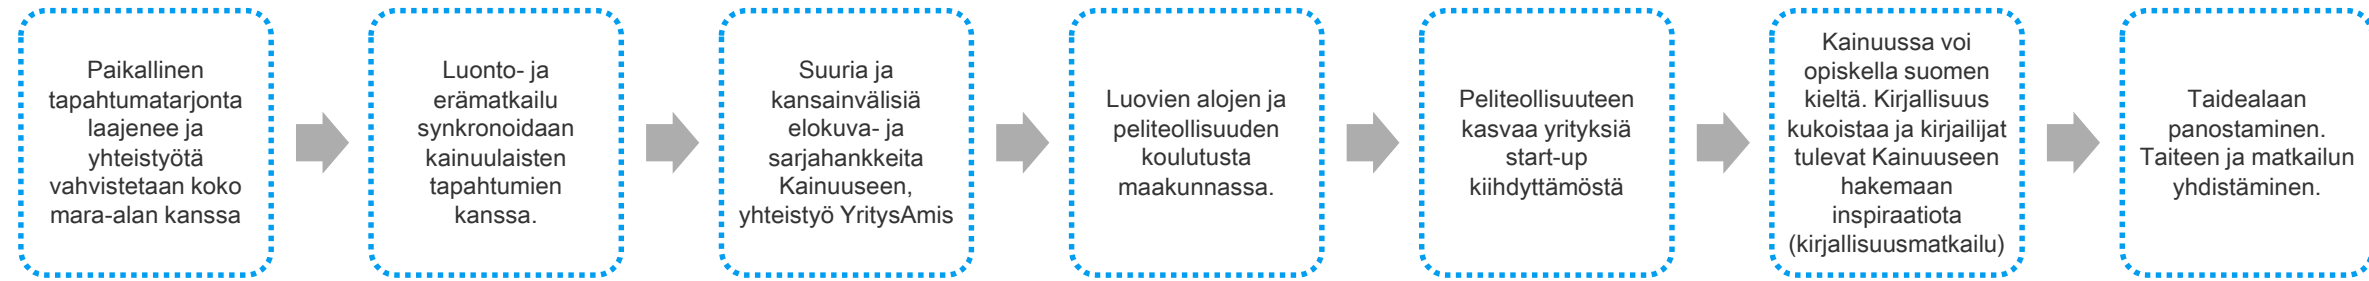 Paikallinen
tapahtumatarjonta
laajenee ja
yhteistyötä
vahvistetaan koko
mara-alan kanssa
Luonto- ja
erämatkailu
synkronoidaan
kainuulaisten
tapahtumien
kanssa.
Suuria ja
kansainvälisiä
elokuva- ja
sarjahankkeita
Kainuuseen,
yhteistyö YritysAmis
Luovien alojen ja
peliteollisuuden
koulutusta
maakunnassa.
Peliteollisuuteen
kasvaa yrityksiä
start-up
kiihdyttämöstä
Kainuussa voi
opiskella suomen
kieltä. Kirjallisuus
kukoistaa ja kirjailijat
tulevat Kainuuseen
hakemaan
inspiraatiota
(kirjallisuusmatkailu)
Taidealaan
panostaminen.
Taiteen ja matkailun
yhdistäminen.